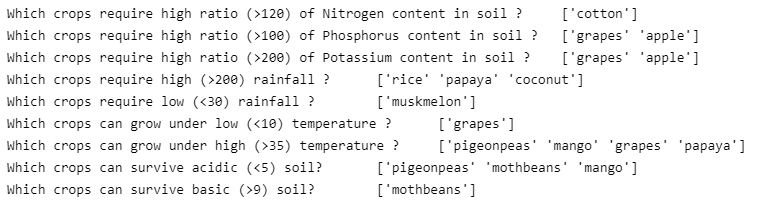 Which crops require high ratio (>120) of Nitrogen content in soil ? ['cotton']
Which crops require high ratio (>100) of Phosphorus content in soil ? ['grapes' 'apple']
Which crops require high ratio (>200) of Potassium content in soil ? ['grapes' 'apple']
Which crops require high (>200) rainfall ? ['rice' 'papaya' 'coconut']
Which crops require low (<30) rainfall ? ['muskmelon']
Which crops can grow under low (<10) temperature ? ['grapes']
Which crops can grow under high (>35) temperature ? ['pigeonpeas' 'mango' 'grapes' 'papaya']
Which crops can survive acidic (<5) soil? ['pigeonpeas' 'mothbeans' 'mango']
Which crops can survive basic (>9) soil? ['mothbeans']